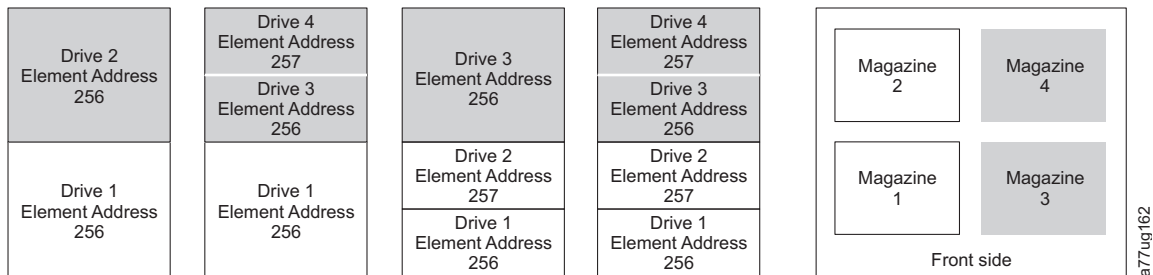 Drive 2
Element Address
256
Drive 1
Element Address
256
Drive 4
Element Address
257
Drive 3
Element Address
256
Drive 1
Element Address
256
Drive 3
Element Address
256
Drive 2
Element Address
257
Drive 1
Element Address
256
Drive 4
Element Address
257
Drive 3
Element Address
256
Drive 2
Element Address
257
Drive 1
Element Address
256
Magazine
2
Magazine
4
Magazine
1
Magazine
3
Front side
a77ug162